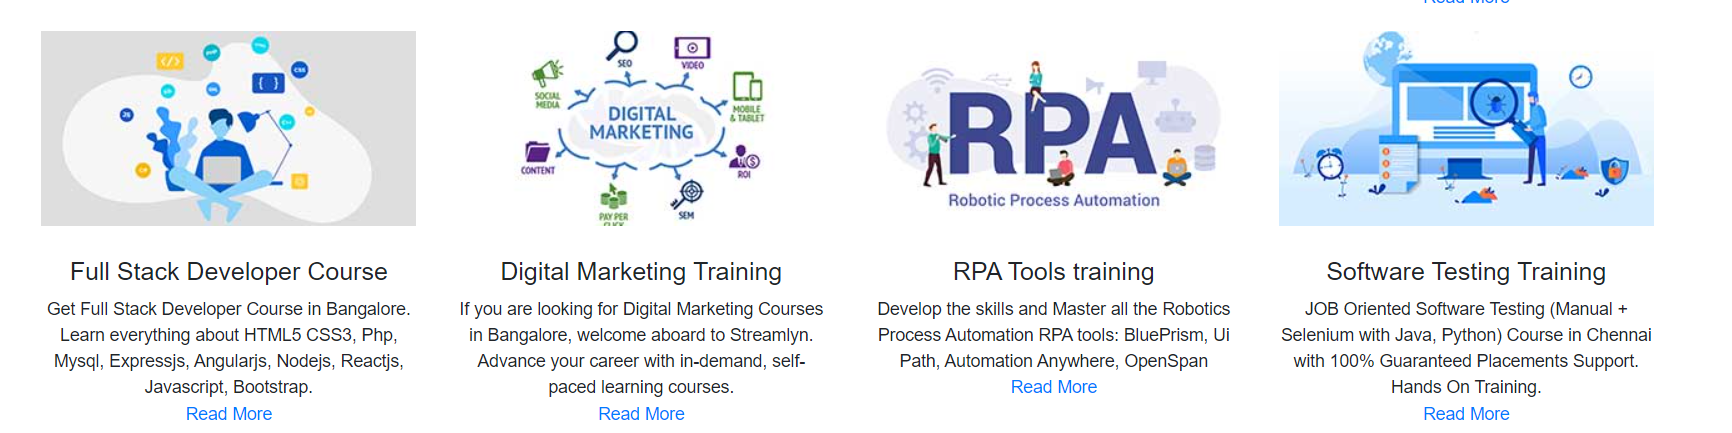 Read More
</>
PHP
CSS
{ }
JS
C++
SEO
VIDEO
SOCIAL
MEDIA
MOBILE
& TABLET
DIGITAL
MARKETING
CONTENT
ROI
PAY PER
CLICK
SEM
RPA
Robotic Process Automation
Full Stack Developer Course
Get Full Stack Developer Course in Bangalore.
Learn everything about HTML5 CSS3, Php,
Mysql, Expressjs, Angularjs, Nodejs, Reactjs,
Javascript, Bootstrap.
Read More
Digital Marketing Training
If you are looking for Digital Marketing Courses
in Bangalore, welcome aboard to Streamlyn.
Advance your career with in-demand, self-
paced learning courses.
Read More
RPA Tools training
Develop the skills and Master all the Robotics
Process Automation RPA tools: BluePrism, Ui
Path, Automation Anywhere, OpenSpan
Read More
Software Testing Training
JOB Oriented Software Testing (Manual +
Selenium with Java, Python) Course in Chennai
with 100% Guaranteed Placements Support.
Hands On Training.
Read More